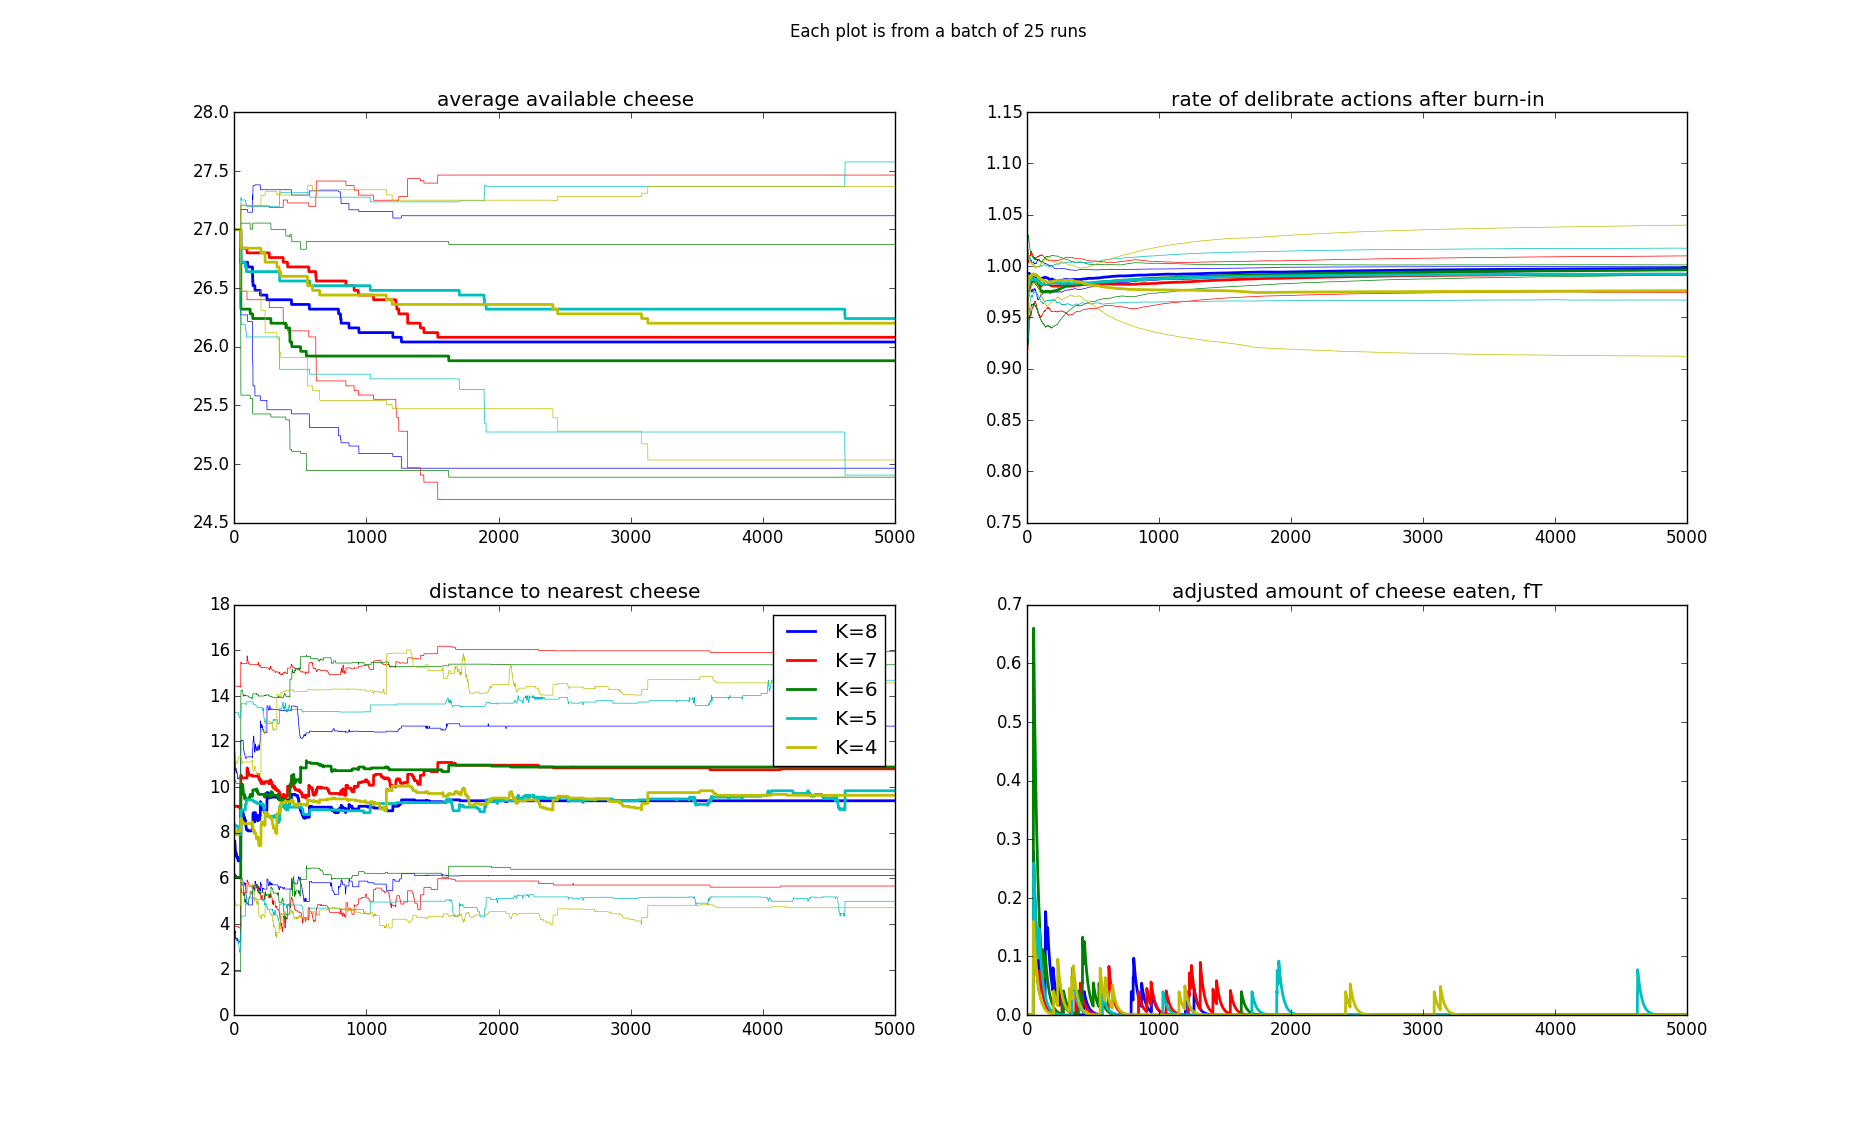 Each plot is from a batch of 25 runs
average available cheese
28.0
27.5
27.0
26.5
26.0
25.5
25.0
24.5
0 1000 2000 3000 4000 5000
rate of delibrate actions after burn-in
1.15
1.10
1.05
1.00
0.95
0.90
0.85
0.80
0.75
0 1000 2000 3000 4000 5000
distance to nearest cheese
18
16
14
12
10
8
6
4
2
0
0 1000 2000 3000 4000 5000
K=8
K=7
K=6
K=5
K=4
adjusted amount of cheese eaten, fT
0.7
0.6
0.5
0.4
0.3
0.2
0.1
0.0
0 1000 2000 3000 4000 5000